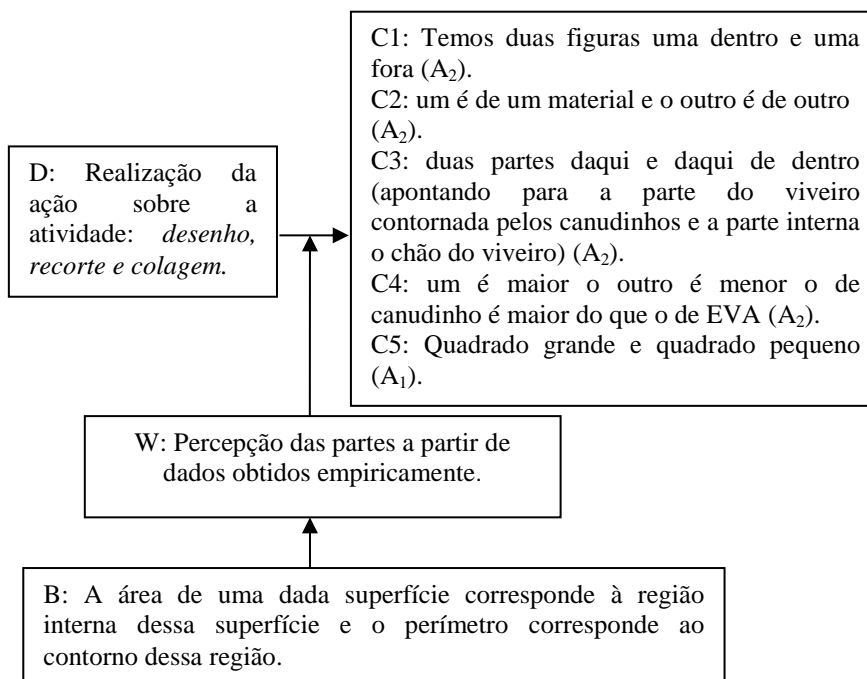 C1: Temos duas figuras uma dentro e uma
fora (A2).
C2: um é de um material e o outro é de outro
(A2).
C3: duas partes daqui e daqui de dentro
(apontando para a parte do viveiro
contornada pelos canudinhos e a parte interna
o chão do viveiro) (A2).
C4: um é maior o outro é menor o de
canudinho é maior do que o de EVA (A2).
C5: Quadrado grande e quadrado pequeno
(A1).
D: Realização da
ação sobre a
atividade: desenho,
recorte e colagem.
W: Percepção das partes a partir de
dados obtidos empiricamente.
B: A área de uma dada superfície corresponde à região
interna dessa superfície e o perímetro corresponde ao
contorno dessa região.